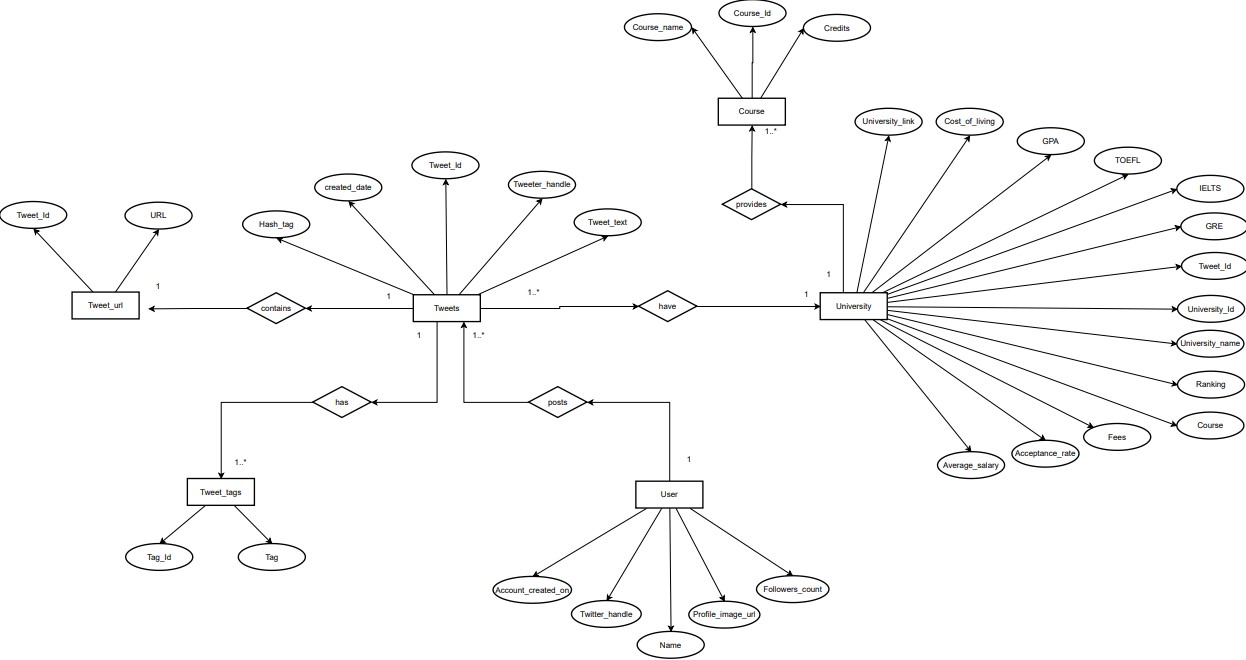 Course_Id
Course_name
Credits
Course
1..*
University_link
Cost_of_living
GPA
TOEFL
Tweet_Id
IELTS
created_date
Tweeter_handle
provides
Tweet_Id
URL
Hash_tag
Tweet_text
GRE
Tweet_Id
1
1
1
1..*
1
Tweet_url
contains
Tweets
have
University
University_Id
1
1..*
University_name
Ranking
has
posts
Course
Fees
Acceptance_rate
1..*
1
Average_salary
Tweet_tags
User
Tag_Id
Tag
Account_created_on
Followers_count
Twitter_handle
Profile_image_url
Name